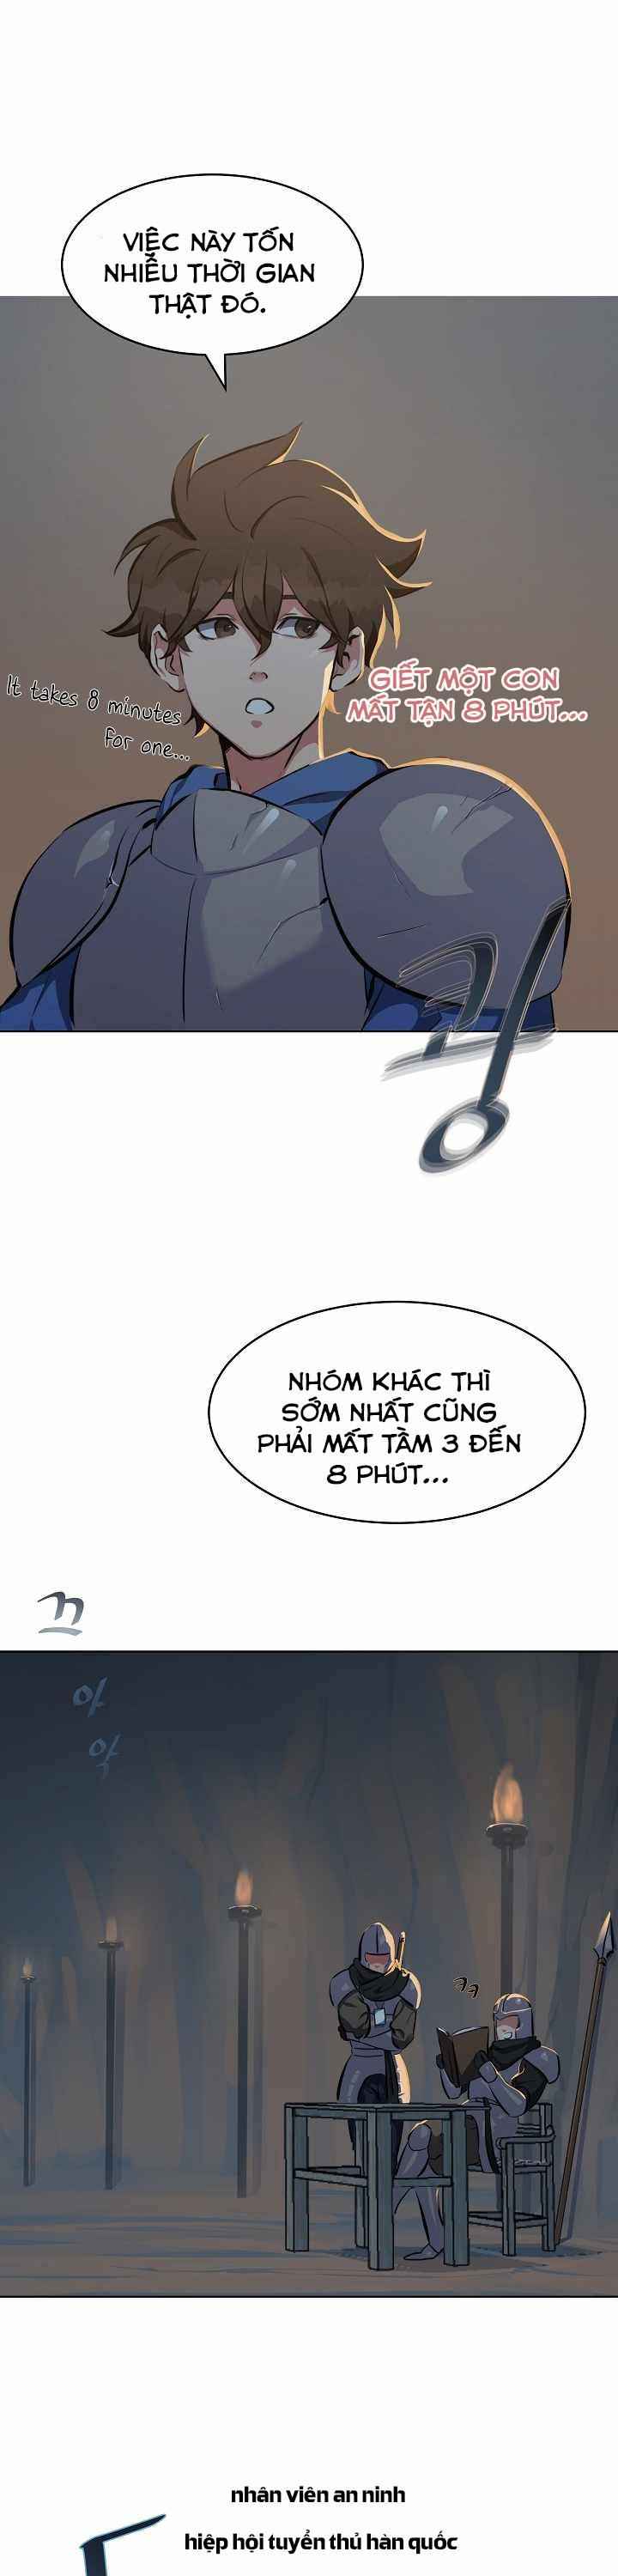 VIỆC NÀY TỐN
NHIỀU THỜI GIAN
THẬT ĐÓ.
It takes 8 minutes
for one...
GIẾT MỘT CON
MẤT TẬN 8 PHÚT...
NHÓM KHÁC THÌ
SỚM NHẤT CŨNG
PHẢI MẤT TẦM 3 ĐẾN
8 PHÚT...
끄
아
악
ㅋㅋ
nhân viên an ninh
hiệp hội tuyển thủ hàn quốc